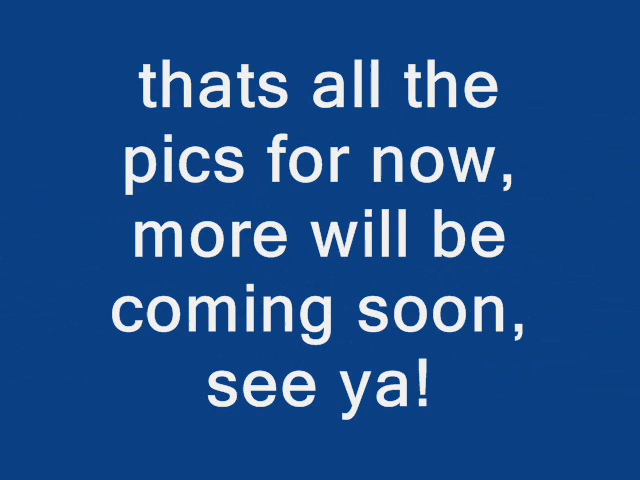 thats all the
pics for now,
more will be
coming soon,
see ya!